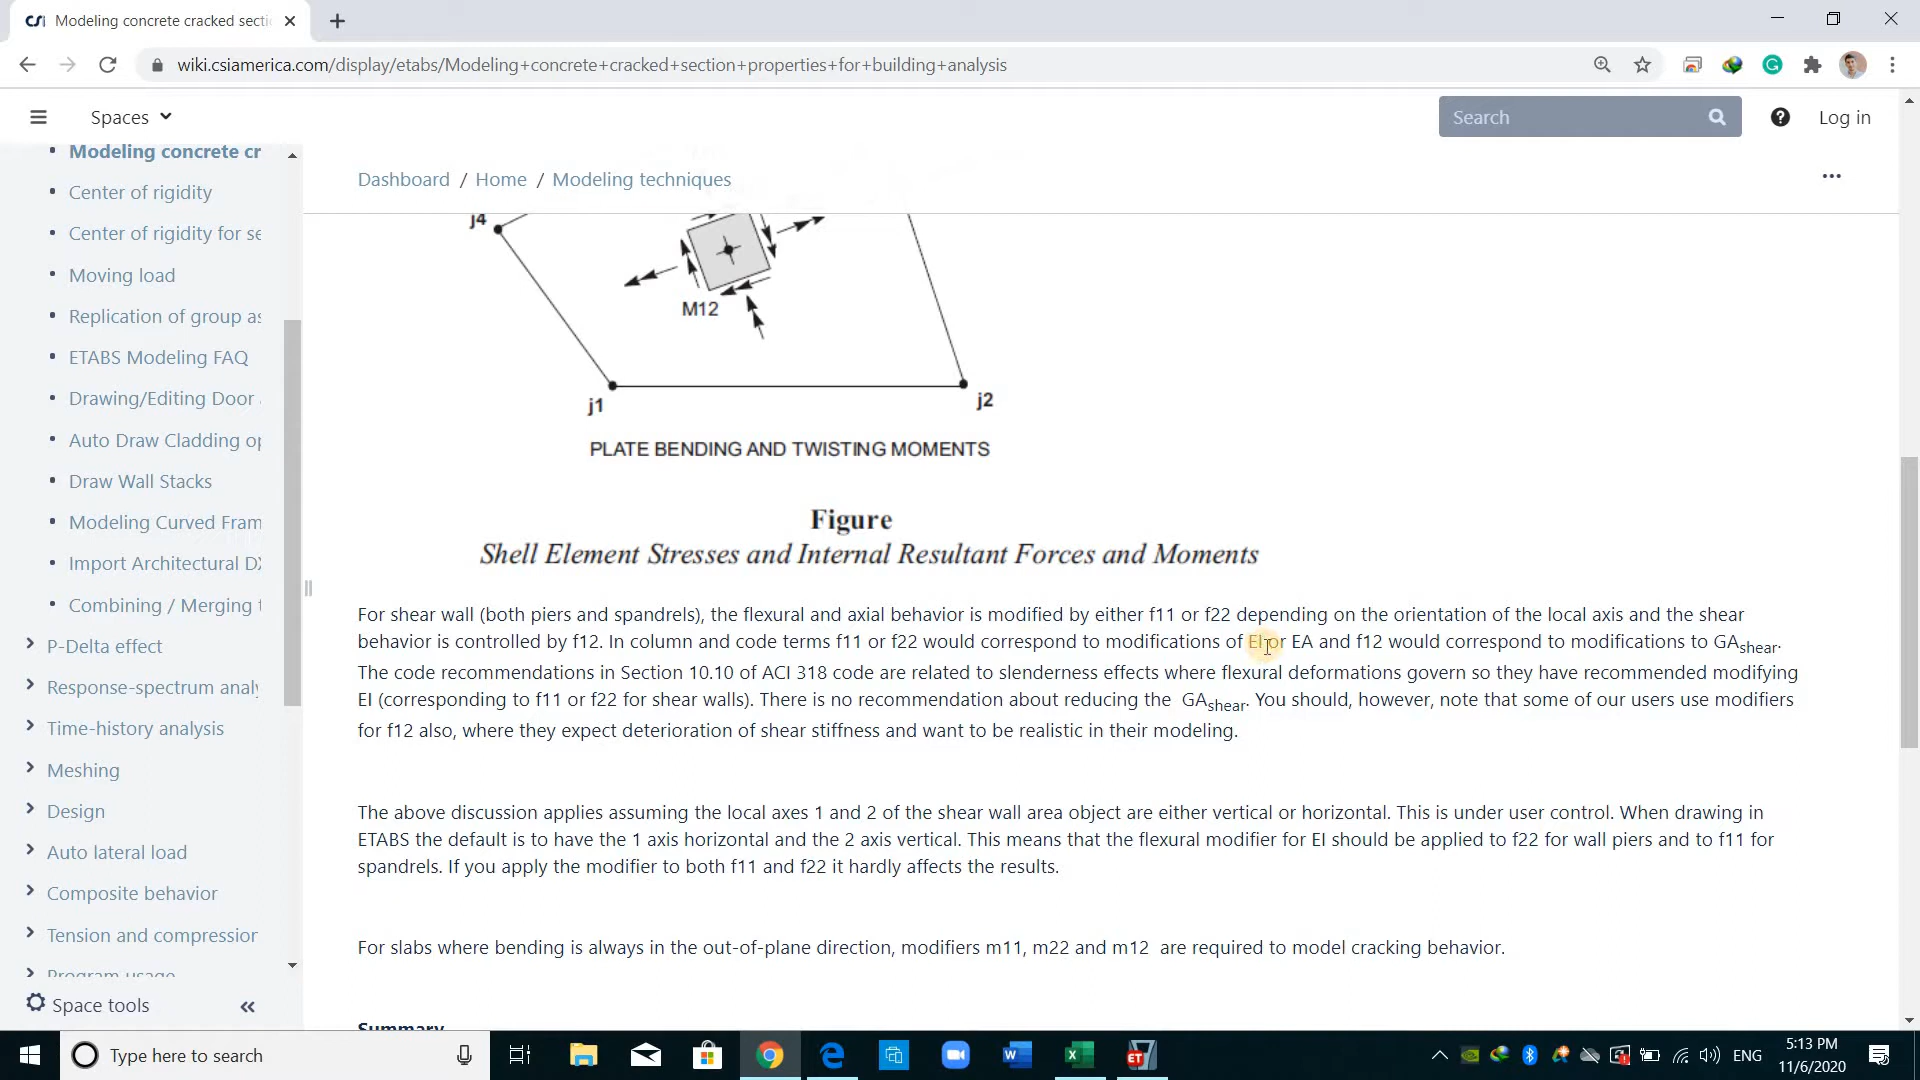 Modeling concrete cracked secti
wiki.csiamerica.com/display/etabs/Modeling+concrete+cracked+section+properties+for+building+analysis
Spaces
Search
Log in
Modeling concrete cr
Center of rigidity
Center of rigidity for se
Moving load
Replication of group as
ETABS Modeling FAQ
Drawing/Editing Door
Auto Draw Cladding op
Draw Wall Stacks
Modeling Curved Fram
Import Architectural DX
Combining / Merging t
P-Delta effect
Response-spectrum analy
Time-history analysis
Meshing
Design
Auto lateral load
Composite behavior
Tension and compression
Program usage
Space tools
Dashboard / Home / Modeling techniques
j4
M12
j1
j2
PLATE BENDING AND TWISTING MOMENTS
Figure
Shell Element Stresses and Internal Resultant Forces and Moments
For shear wall (both piers and spandrels), the flexural and axial behavior is modified by either f11 or f22 depending on the orientation of the local axis and the shear
behavior is controlled by f12. In column and code terms f11 or f22 would correspond to modifications of EI or EA and f12 would correspond to modifications to GAshear.
The code recommendations in Section 10.10 of ACI 318 code are related to slenderness effects where flexural deformations govern so they have recommended modifying
EI (corresponding to f11 or f22 for shear walls). There is no recommendation about reducing the GAshear. You should, however, note that some of our users use modifiers
for f12 also, where they expect deterioration of shear stiffness and want to be realistic in their modeling.
The above discussion applies assuming the local axes 1 and 2 of the shear wall area object are either vertical or horizontal. This is under user control. When drawing in
ETABS the default is to have the 1 axis horizontal and the 2 axis vertical. This means that the flexural modifier for EI should be applied to f22 for wall piers and to f11 for
spandrels. If you apply the modifier to both f11 and f22 it hardly affects the results.
For slabs where bending is always in the out-of-plane direction, modifiers m11, m22 and m12 are required to model cracking behavior.
Summary
Type here to search
ENG
5:13 PM
11/6/2020